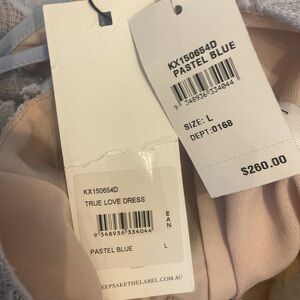 KX150654D
PASTEL BLUE
9 348936 334044
SIZE: L
DEPT:0168
$260.00
KX150654D
TRUE LOVE DRESS
9 348936 334044
EAN
PASTEL BLUE L
EEPSAKETHELABEL.COM.AU